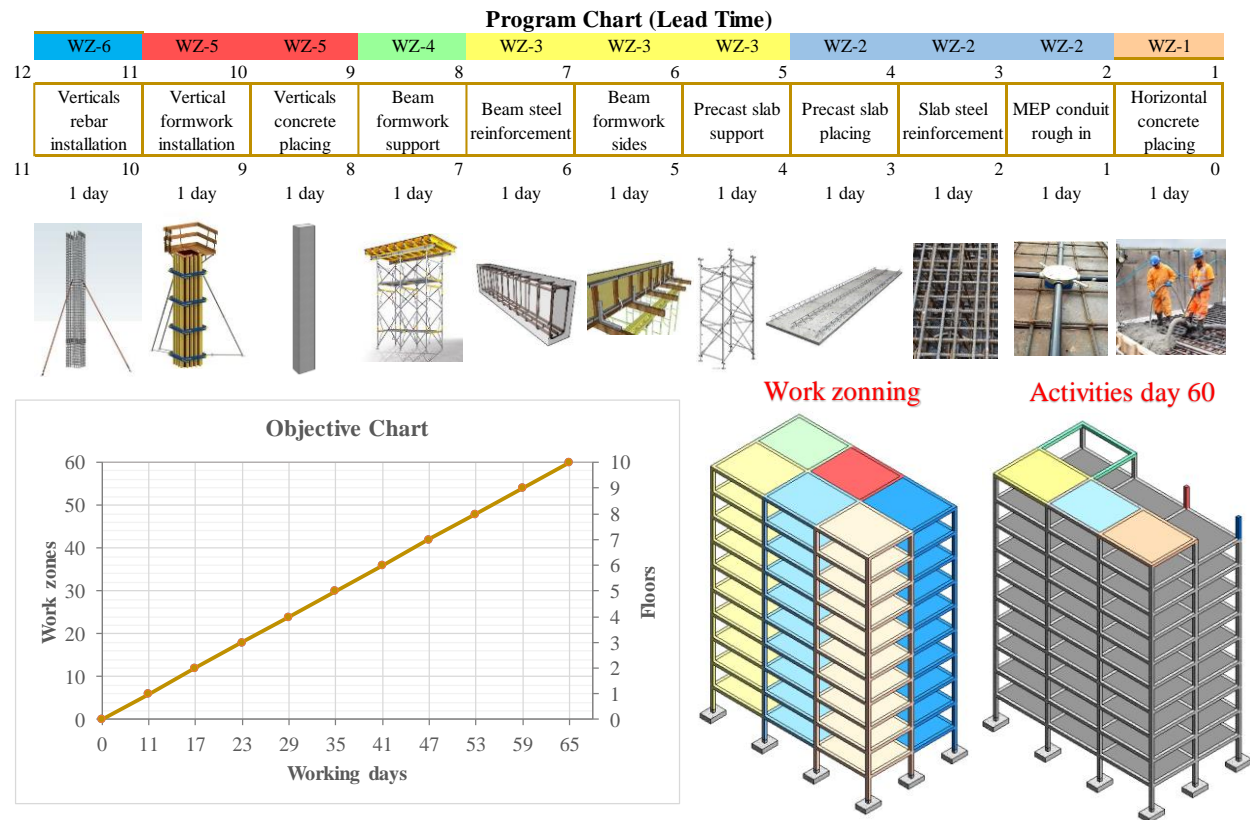 Program Chart (Lead Time)
WZ-6 WZ-5 WZ-5 WZ-4 WZ-3 WZ-3 WZ-3 WZ-2 WZ-2 WZ-2 WZ-1
12 11 10 9 8 7 6 5 4 3 2 1
Verticals rebar installation
Vertical formwork installation
Verticals concrete placing
Beam formwork support
Beam steel reinforcement
Beam formwork sides
Precast slab support
Precast slab placing
Slab steel reinforcement
MEP conduit rough in
Horizontal concrete placing
11 10 9 8 7 6 5 4 3 2 1 0
1 day 1 day 1 day 1 day 1 day 1 day 1 day 1 day 1 day 1 day 1 day
Objective Chart
Work zones
60
50
40
30
20
10
0
10
9
8
7
6
5
4
3
2
1
0
Floors
0 11 17 23 29 35 41 47 53 59 65
Working days
Work zonning
Activities day 60